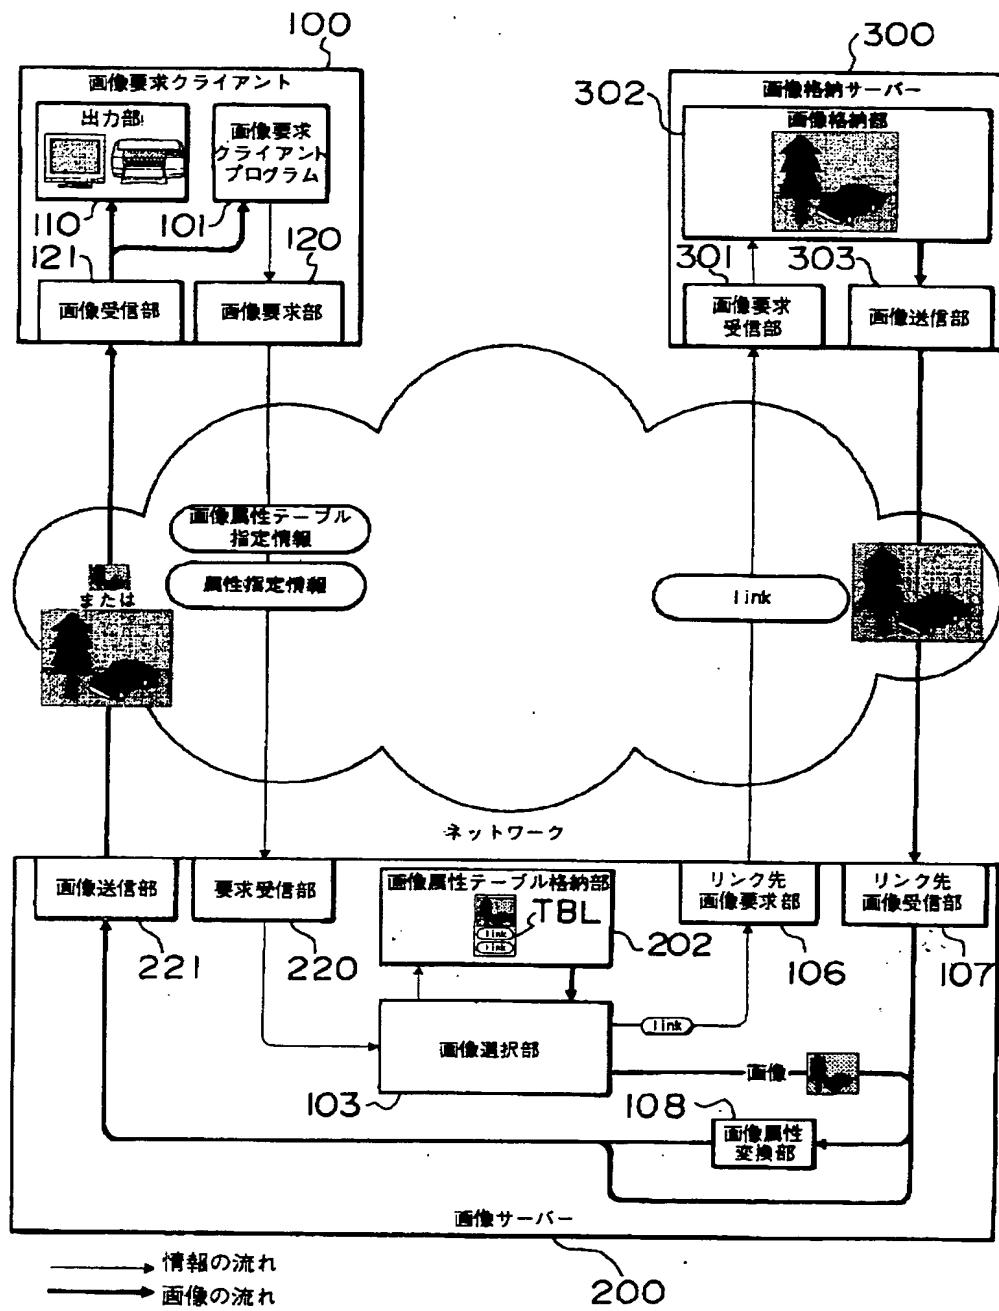 100
画像要求クライアント
出力部
画像要求
クライアント
プログラム
110
101
120
121
画像受信部
画像要求部
300
画像格納サーバー
302
画像格納部
301
303
画像要求
受信部
画像送信部
画像属性テーブル
指定情報
属性指定情報
link
または
ネットワーク
画像送信部
要求受信部
画像属性テーブル格納部
リンク先
画像要求部
リンク先
画像受信部
link
link
TBL
221
220
202
106
107
画像選択部
link
画像
103
108
画像属性
変換部
画像サーバー
200
情報の流れ
画像の流れ